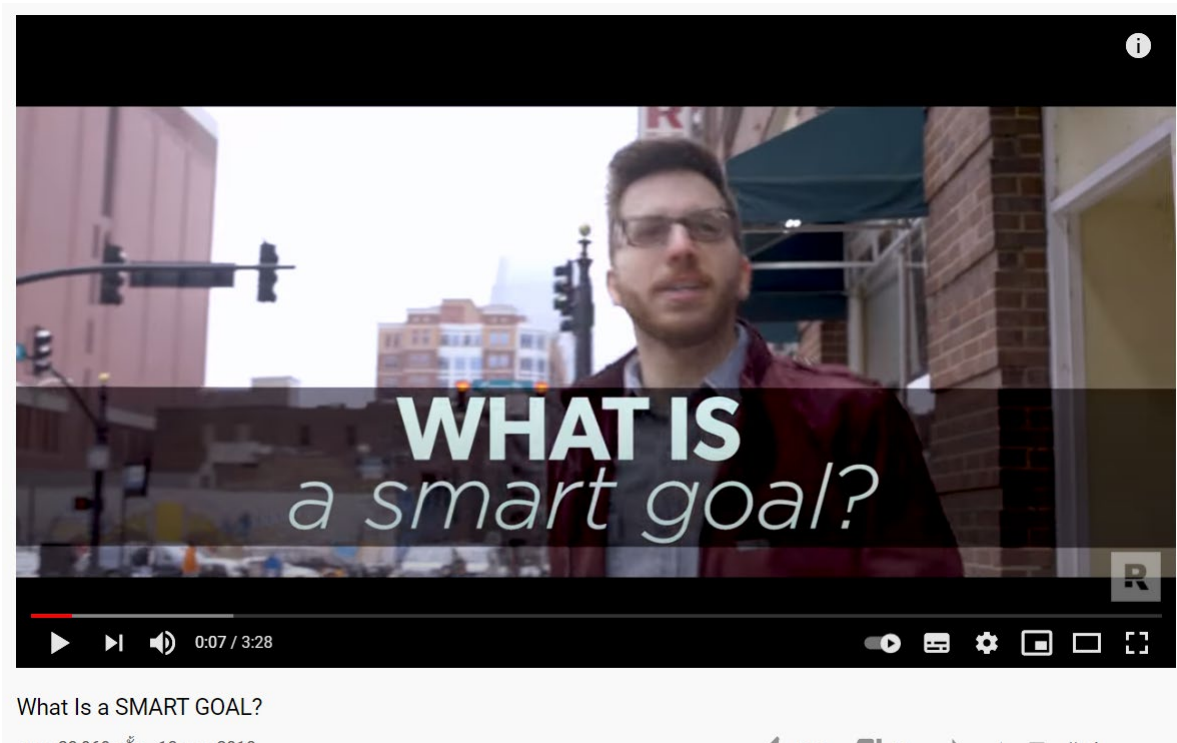 R
WHAT IS
a smart goal?
R
0:07 / 3:28
What Is a SMART GOAL?